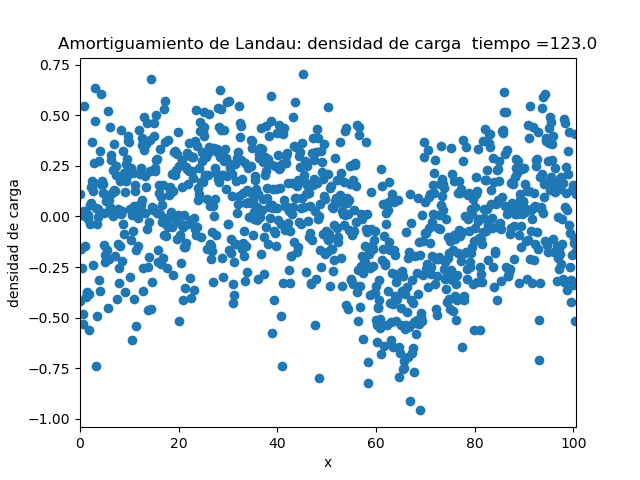 Amortiguamiento de Landau: densidad de carga  tiempo =123.0
0.75
0.50
0.25
0.00
−0.25
−0.50
−0.75
−1.00
densidad de carga
0 20 40 60 80 100
x